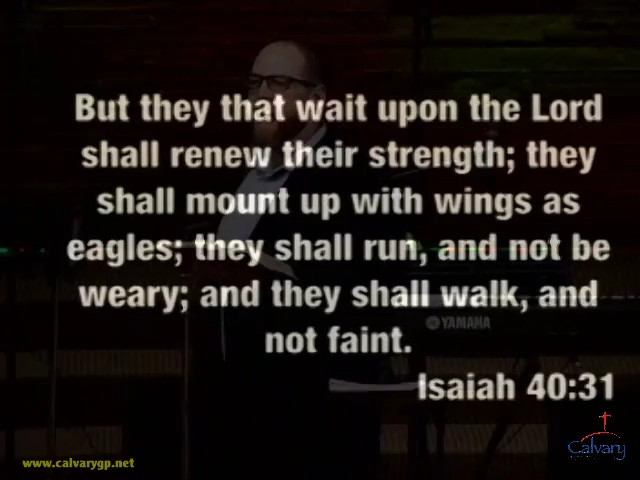 But they that wait upon the Lord
shall renew their strength; they
shall mount up with wings as
eagles; they shall run, and not be
weary; and they shall walk, and
not faint.
YAMAHA
Isaiah 40:31
Calvary
www.calvarygp.net